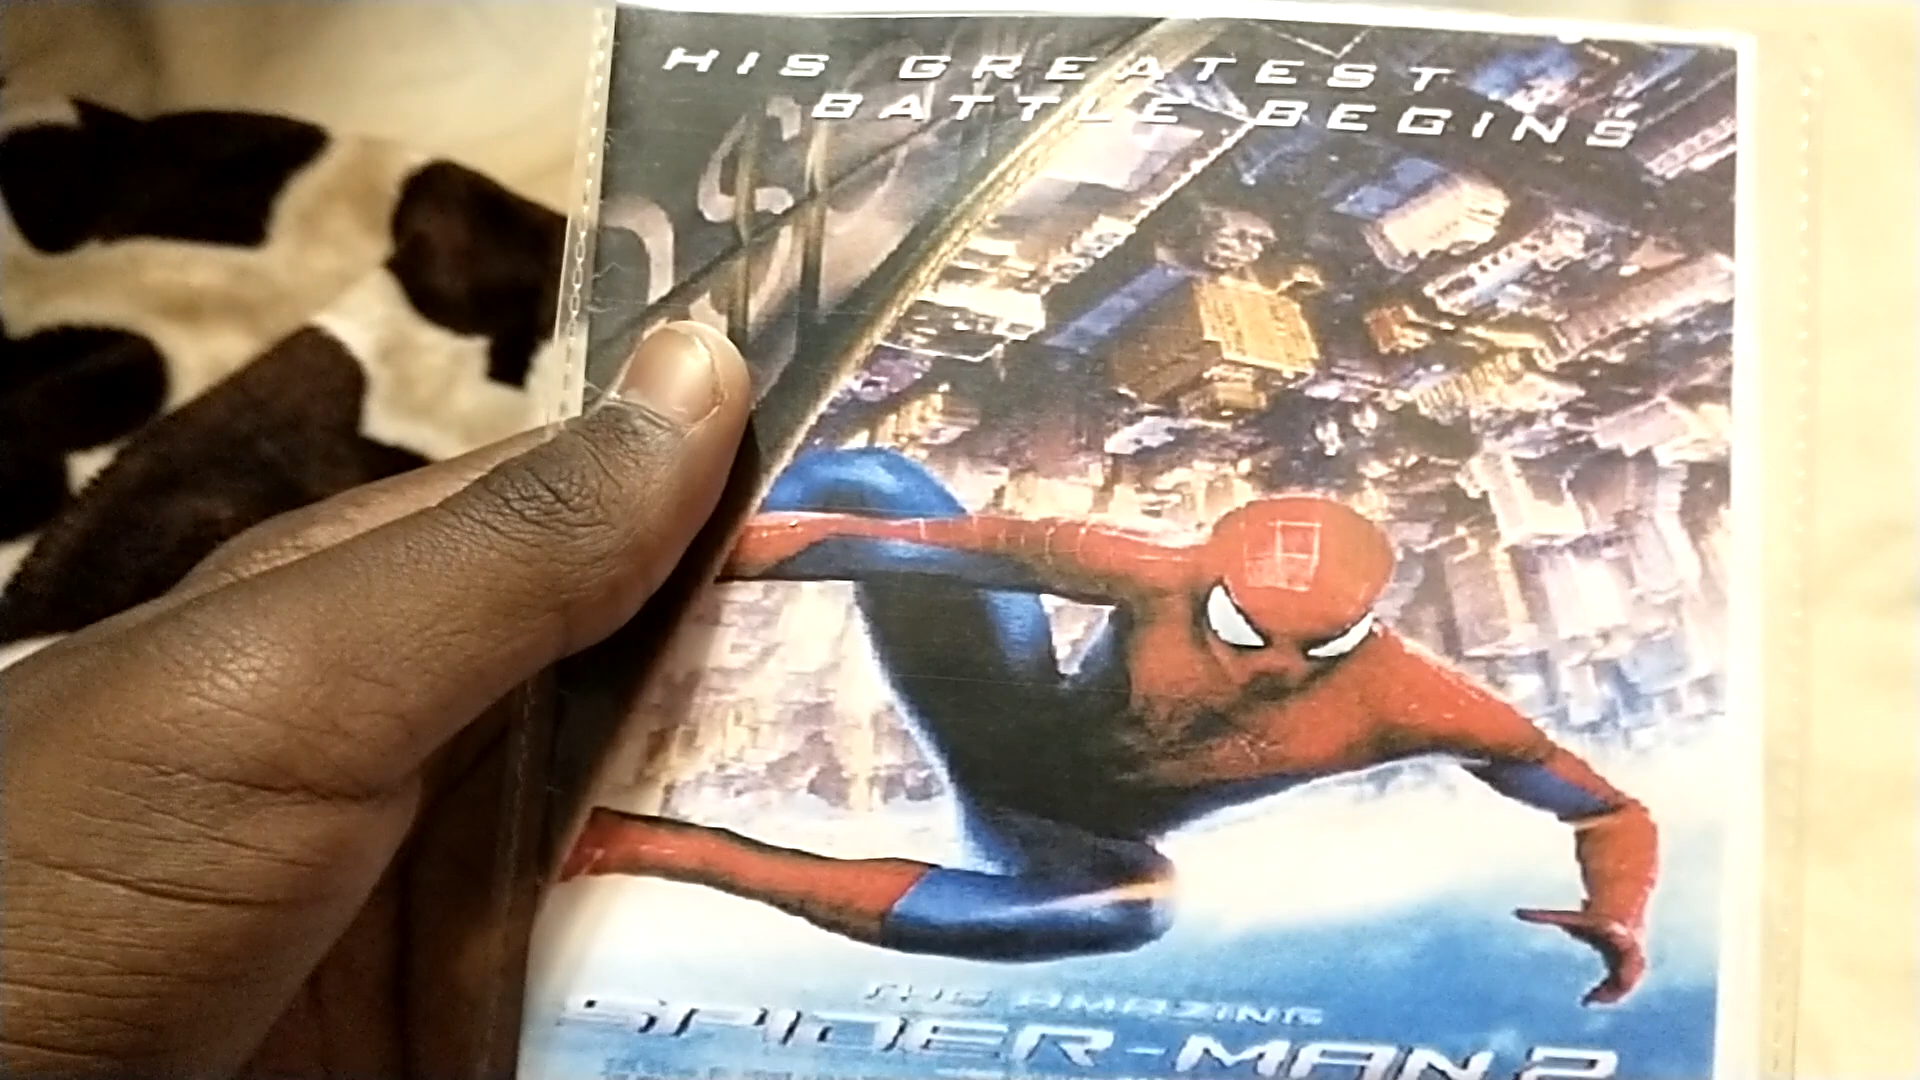 HIS GREATEST
BATTLE BEGINS
THE AMAZING
SPIDER-MAN 2